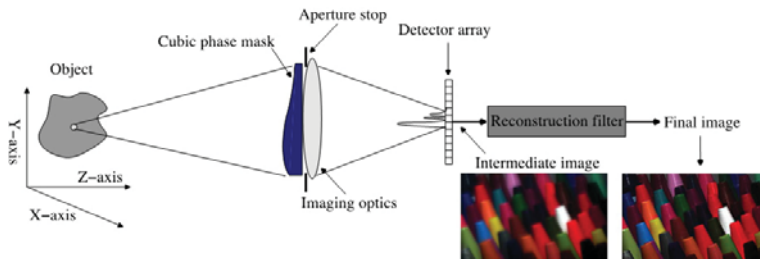 Aperture stop
Cubic phase mask
Detector array
Object
Y-axis
Reconstruction filter
Final image
Z-axis
Intermediate image
X-axis
Imaging optics